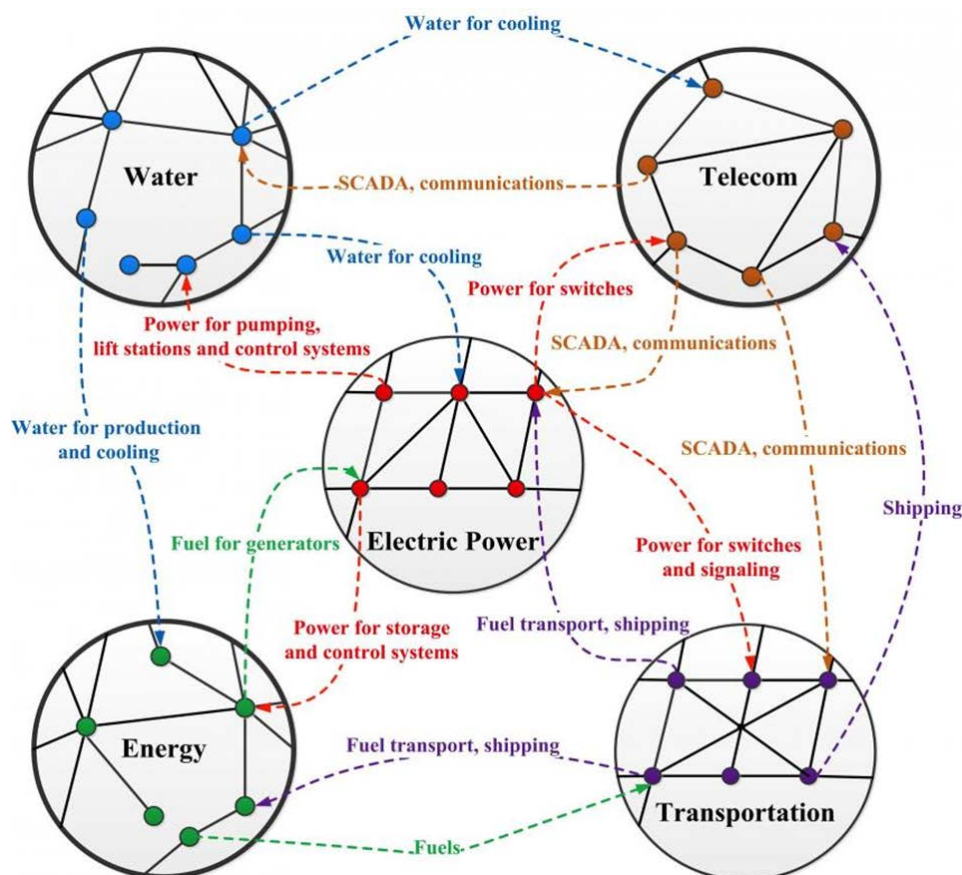 Water for cooling
Water
Telecom
SCADA, communications
Water for cooling
Power for switches
Power for pumping,
lift stations and control systems
SCADA, communications
Water for production
and cooling
SCADA, communications
Shipping
Fuel for generators
Electric Power
Power for switches
and signaling
Power for storage
and control systems
Fuel transport, shipping
Energy
Fuel transport, shipping
Transportation
Fuels